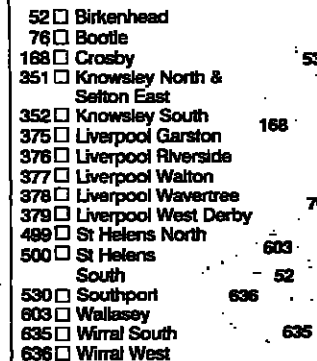 52 □ Birkenhead
76 □ Bootle
168 □ Crosby
351 □ Knowsley North &
Sefton East
352 □ Knowsley South
375 □ Liverpool Garston
376 □ Liverpool Riverside
377 □ Liverpool Walton
378 □ Liverpool Wavertree
379 □ Liverpool West Derby
499 □ St Helens North
500 □ St Helens
South
530 □ Southport
603 □ Wallasey
635 □ Wirral South
636 □ Wirral West
53
168
603
52
636
635